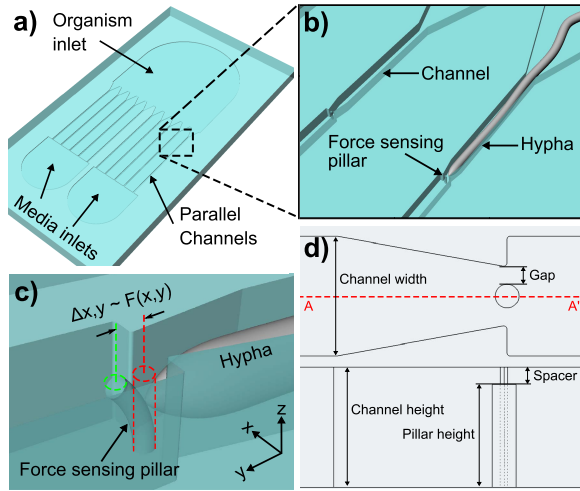 a)
Organism
inlet
Media inlets
Parallel
Channels
b)
Channel
Force sensing
pillar
Hypha
c)
Δx,y ~ F(x,y)
Hypha
Force sensing pillar
x
y
z
d)
Channel width
Gap
A
A'
Spacer
Channel height
Pillar height